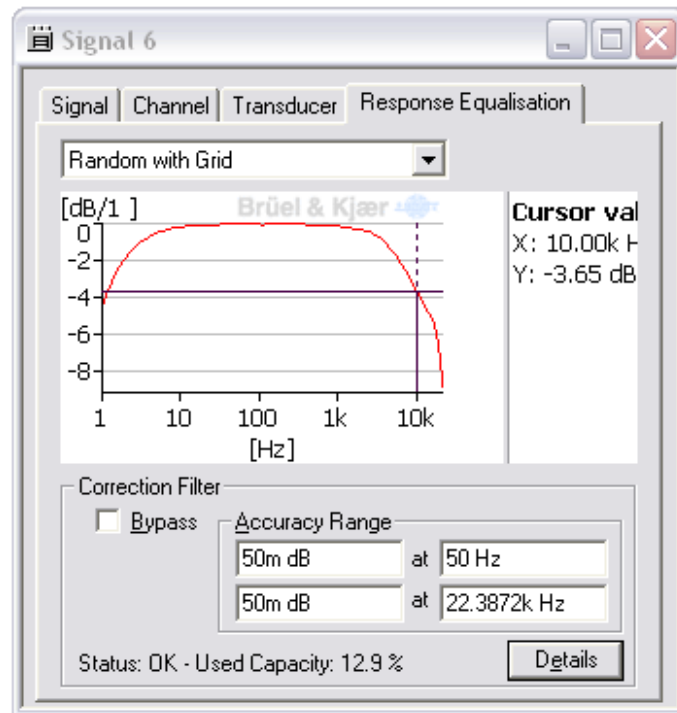 Signal 6
Signal Channel Transducer Response Equalisation
Random with Grid
[dB/1 ] Brüel & Kjær
Cursor val
X: 10.00k H
Y: -3.65 dB
0
-2
-4
-6
-8
1 10 100 1k 10k
[Hz]
Correction Filter
Bypass
Accuracy Range
50m dB at 50 Hz
50m dB at 22.3872k Hz
Status: OK - Used Capacity: 12.9 %
Details